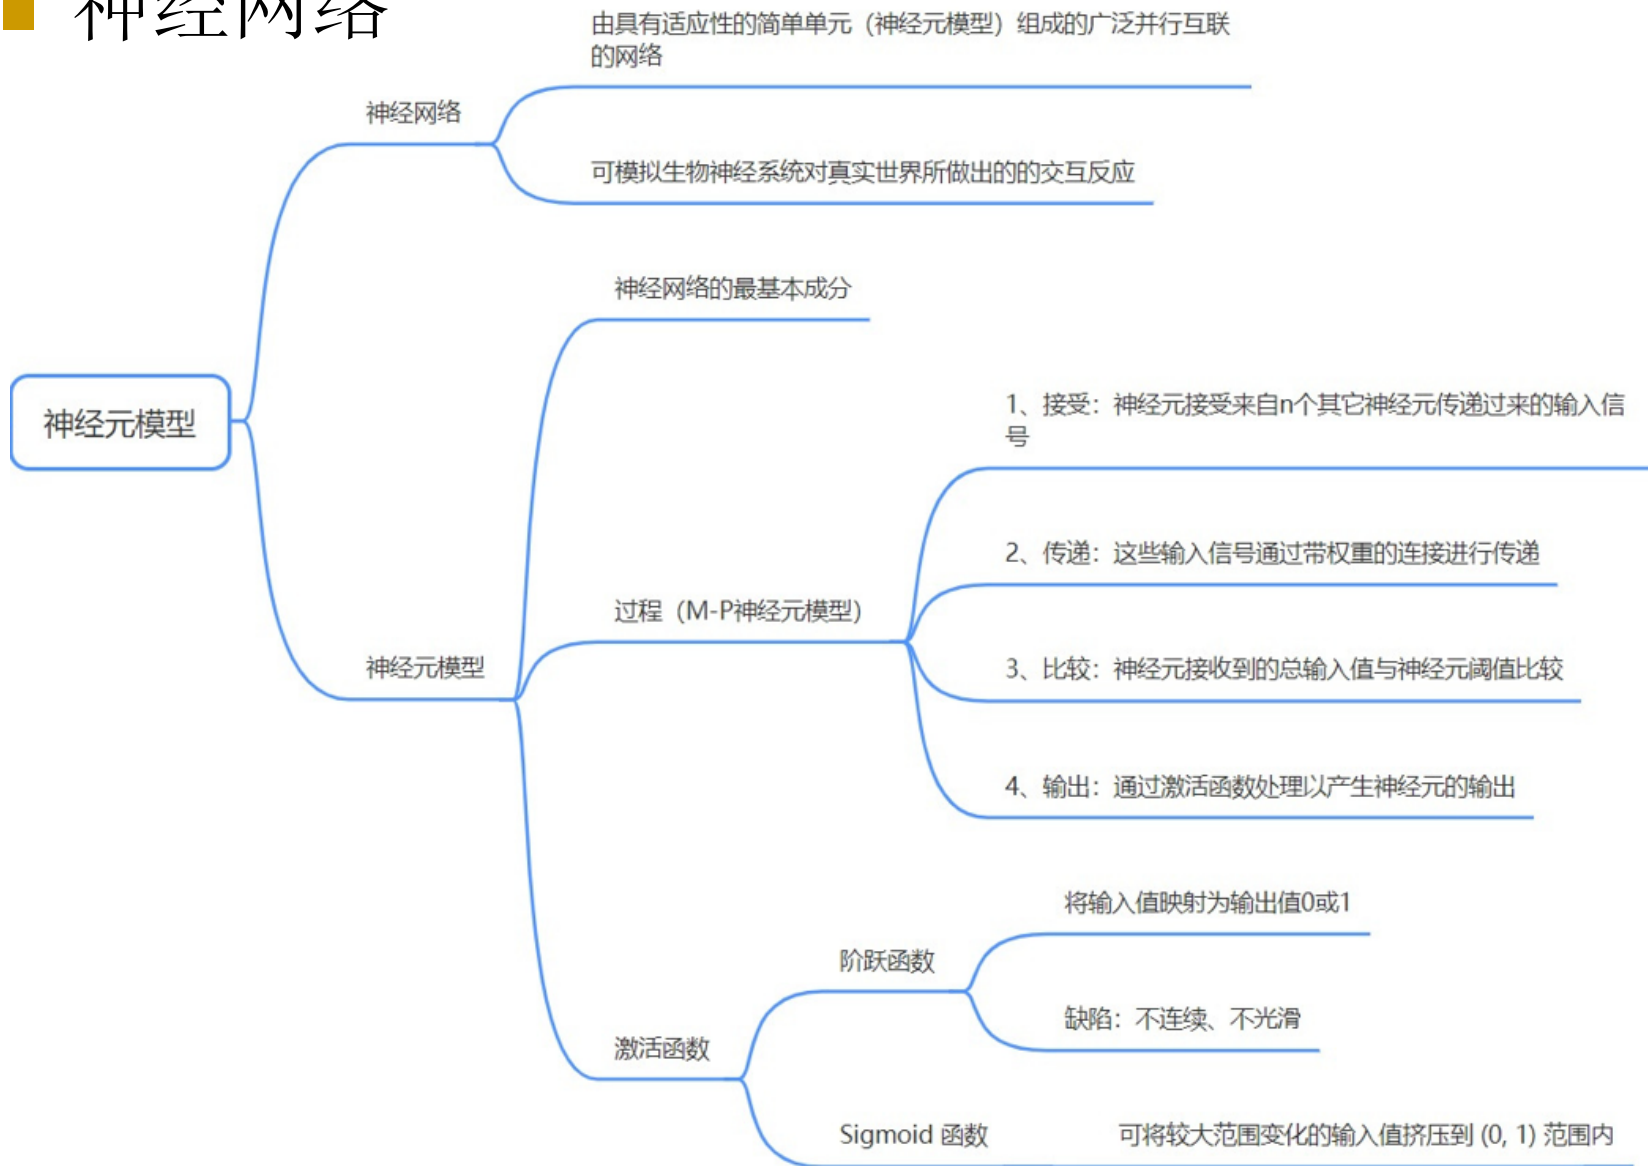 神经网络
由具有适应性的简单单元（神经元模型）组成的广泛并行互联
的网络
神经网络
可模拟生物神经系统对真实世界所做出的的交互反应
神经网络的最基本成分
神经元模型
1、接受：神经元接受来自n个其它神经元传递过来的输入信
号
2、传递：这些输入信号通过带权重的连接进行传递
过程（M-P神经元模型）
神经元模型
3、比较：神经元接收到的总输入值与神经元阈值比较
4、输出：通过激活函数处理以产生神经元的输出
将输入值映射为输出值0或1
阶跃函数
缺陷：不连续、不光滑
激活函数
Sigmoid 函数
可将较大范围变化的输入值挤压到 (0, 1) 范围内